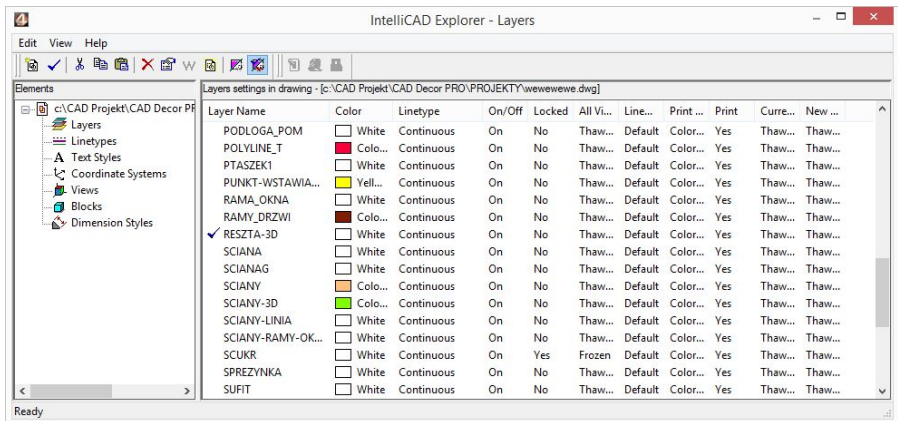 IntelliCAD Explorer - Layers
Edit View Help
Elements
Layers settings in drawing - [c:\CAD Projekt\CAD Decor PRO\PROJEKTY\wewewewe.dwg]
c:\CAD Projekt\CAD Decor PF
Layers
Linetypes
Text Styles
Coordinate Systems
Views
Blocks
Dimension Styles
Layer Name Color Linetype On/Off Locked All Vi... Line... Print ... Print Curre... New ...
PODLOGA_POM White Continuous On No Thaw... Default Color... Yes Thaw... Thaw...
POLYLINE_T Colo... Continuous On No Thaw... Default Color... Yes Thaw... Thaw...
PTASZEK1 White Continuous On No Thaw... Default Color... Yes Thaw... Thaw...
PUNKT-WSTAWIA... Yell... Continuous On No Thaw... Default Color... Yes Thaw... Thaw...
RAMA_OKNA White Continuous On No Thaw... Default Color... Yes Thaw... Thaw...
RAMY_DRZWI Colo... Continuous On No Thaw... Default Color... Yes Thaw... Thaw...
RESZTA-3D White Continuous On No Thaw... Default Color... Yes Thaw... Thaw...
SCIANA White Continuous On No Thaw... Default Color... Yes Thaw... Thaw...
SCIANAG White Continuous On No Thaw... Default Color... Yes Thaw... Thaw...
SCIANY Colo... Continuous On No Thaw... Default Color... Yes Thaw... Thaw...
SCIANY-3D Colo... Continuous On No Thaw... Default Color... Yes Thaw... Thaw...
SCIANY-LINIA White Continuous On No Thaw... Default Color... Yes Thaw... Thaw...
SCIANY-RAMY-OK... White Continuous On No Thaw... Default Color... Yes Thaw... Thaw...
SCUKR White Continuous On Yes Frozen Default Color... Yes Thaw... Thaw...
SPREZYNKA White Continuous On No Thaw... Default Color... Yes Thaw... Thaw...
SUFIT White Continuous On No Thaw... Default Color... Yes Thaw... Thaw...
Ready